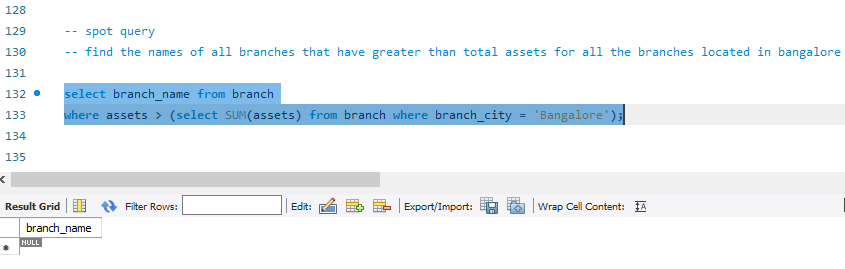 128
129 -- spot query
130 -- find the names of all branches that have greater than total assets for all the branches located in bangalore
131
132 select branch_name from branch
133 where assets > (select SUM(assets) from branch where branch_city = 'Bangalore');
134
135
Result Grid Filter Rows: Edit: Export/Import: Wrap Cell Content:
branch_name
NULL